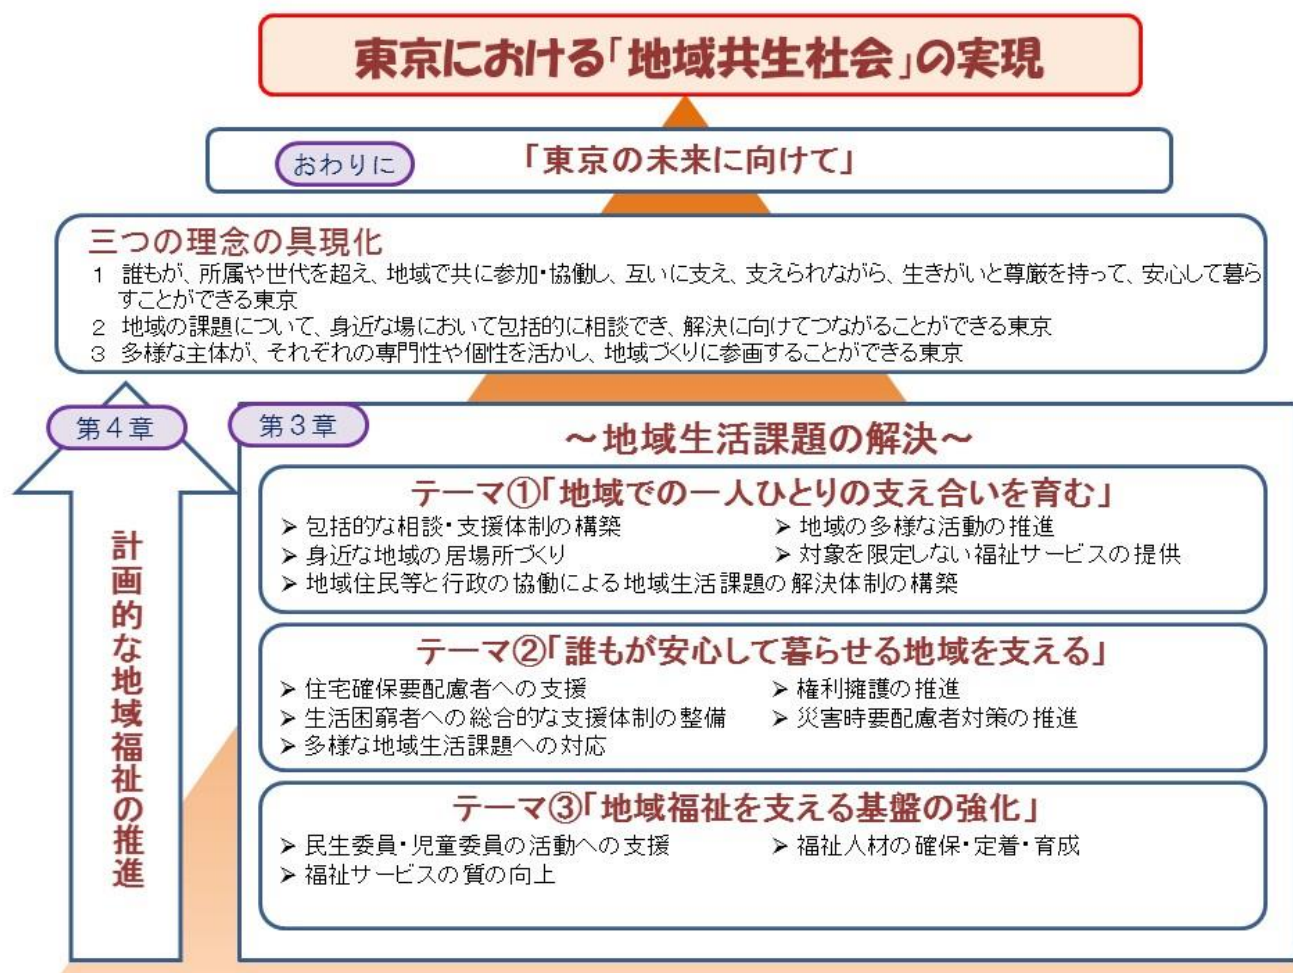 東京における「地域共生社会」の実現
おわりに
「東京の未来に向けて」
三つの理念の具現化
1 誰もが、所属や世代を超え、地域で共に参加・協働し、互いに支え、支えられながら、生きがいと尊厳を持って、安心して暮ら
すことができる東京
2 地域の課題について、身近な場において包括的に相談でき、解決に向けてつながることができる東京
3 多様な主体が、それぞれの専門性や個性を活かし、地域づくりに参画することができる東京
第4章
計画的な地域福祉の推進
第3章
～地域生活課題の解決～
テーマ①「地域での一人ひとりの支え合いを育む」
➢ 包括的な相談・支援体制の構築
➢ 地域の多様な活動の推進
➢ 身近な地域の居場所づくり
➢ 対象を限定しない福祉サービスの提供
➢ 地域住民等と行政の協働による地域生活課題の解決体制の構築
テーマ②「誰もが安心して暮らせる地域を支える」
➢ 住宅確保要配慮者への支援
➢ 権利擁護の推進
➢ 生活困窮者への総合的な支援体制の整備
➢ 災害時要配慮者対策の推進
➢ 多様な地域生活課題への対応
テーマ③「地域福祉を支える基盤の強化」
➢ 民生委員・児童委員の活動への支援
➢ 福祉人材の確保・定着・育成
➢ 福祉サービスの質の向上